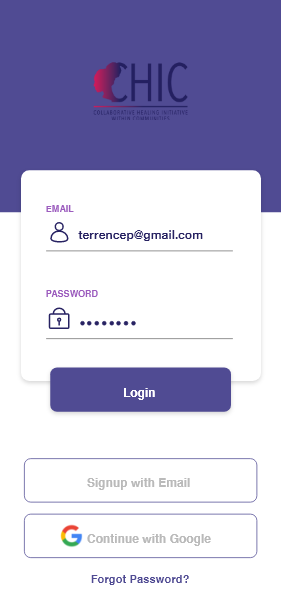 CHIC
COLLABORATIVE HEALING INITIATIVE
WITHIN COMMUNITIES
EMAIL
terrencep@gmail.com
PASSWORD
••••••••
Login
Signup with Email
Continue with Google
Forgot Password?